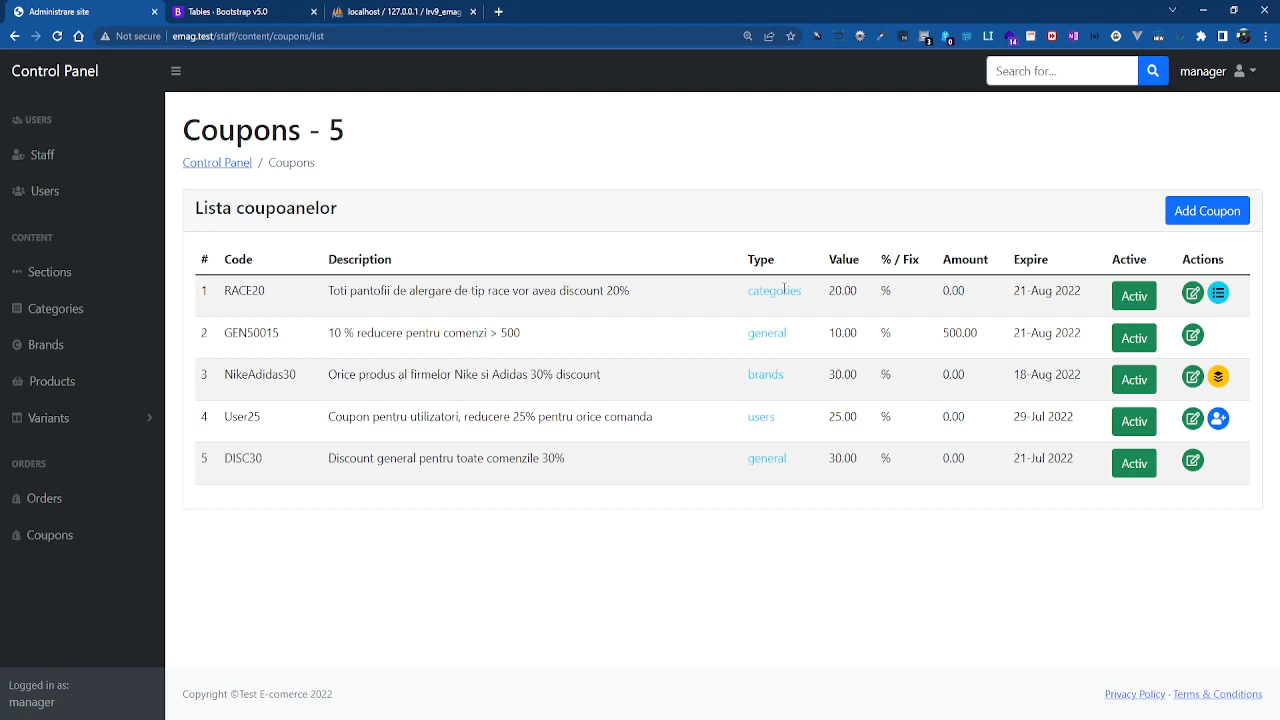 Administrare site
Tables · Bootstrap v5.0
localhost / 127.0.0.1 / lrv9_emag
Not secure
emag.test/staff/content/coupons/list
Control Panel
Search for...
manager
USERS
Staff
Users
CONTENT
Sections
Categories
Brands
Products
Variants
ORDERS
Orders
Coupons
Logged in as:
manager
Coupons - 5
Control Panel / Coupons
Lista coupoanelor
Add Coupon
# Code Description Type Value % / Fix Amount Expire Active Actions
1 RACE20 Toti pantofii de alergare de tip race vor avea discount 20% categories 20.00 % 0.00 21-Aug 2022 Activ
2 GEN50015 10 % reducere pentru comenzi > 500 general 10.00 % 500.00 21-Aug 2022 Activ
3 NikeAdidas30 Orice produs al firmelor Nike si Adidas 30% discount brands 30.00 % 0.00 18-Aug 2022 Activ
4 User25 Coupon pentru utilizatori, reducere 25% pentru orice comanda users 25.00 % 0.00 29-Jul 2022 Activ
5 DISC30 Discount general pentru toate comenzile 30% general 30.00 % 0.00 21-Jul 2022 Activ
Copyright ©Test E-comerce 2022
Privacy Policy · Terms & Conditions